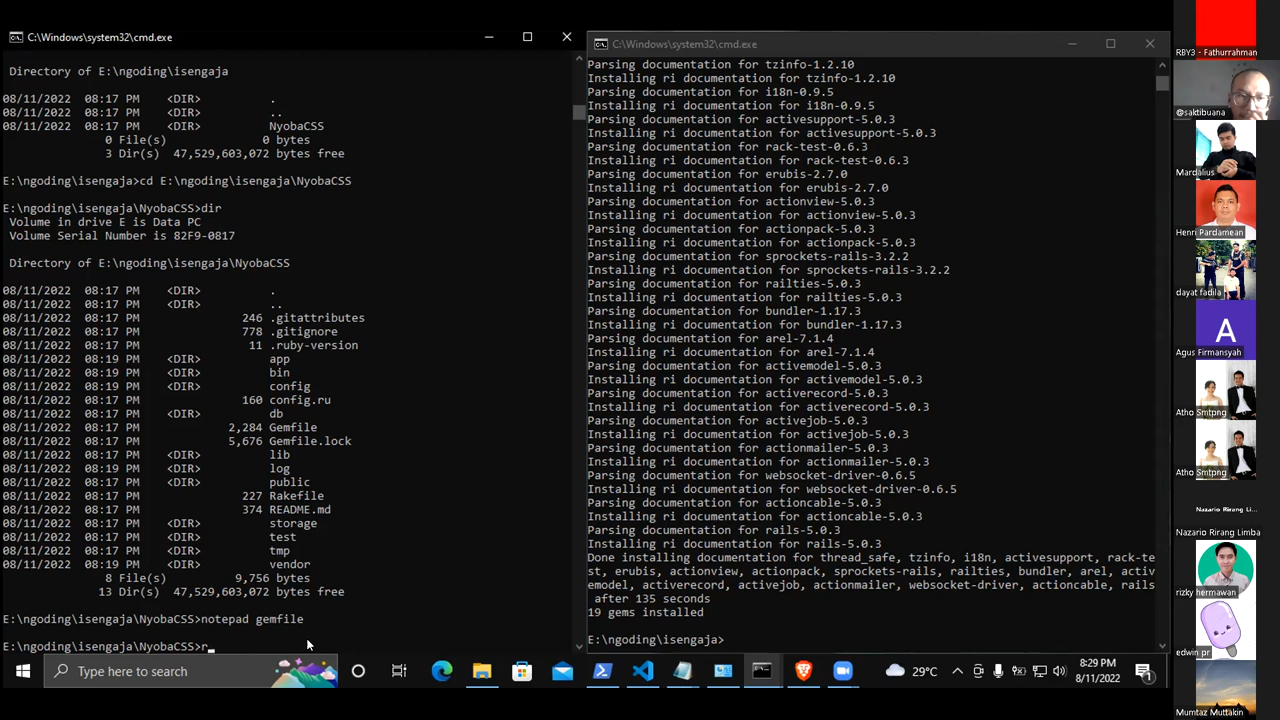 C:\Windows\system32\cmd.exe
Directory of E:\ngoding\isengaja
08/11/2022  08:17 PM    <DIR>          .
08/11/2022  08:17 PM    <DIR>          ..
08/11/2022  08:17 PM    <DIR>          NyobaCSS
0 File(s)              0 bytes
3 Dir(s)  47,529,603,072 bytes free
E:\ngoding\isengaja>cd E:\ngoding\isengaja\NyobaCSS
E:\ngoding\isengaja\NyobaCSS>dir
Volume in drive E is Data PC
Volume Serial Number is 82F9-0817
Directory of E:\ngoding\isengaja\NyobaCSS
08/11/2022  08:17 PM    <DIR>          .
08/11/2022  08:17 PM    <DIR>          ..
08/11/2022  08:17 PM               246 .gitattributes
08/11/2022  08:17 PM               778 .gitignore
08/11/2022  08:17 PM                11 .ruby-version
08/11/2022  08:19 PM    <DIR>          app
08/11/2022  08:19 PM    <DIR>          bin
08/11/2022  08:19 PM    <DIR>          config
08/11/2022  08:17 PM               160 config.ru
08/11/2022  08:17 PM    <DIR>          db
08/11/2022  08:17 PM             2,284 Gemfile
08/11/2022  08:17 PM             5,676 Gemfile.lock
08/11/2022  08:17 PM    <DIR>          lib
08/11/2022  08:19 PM    <DIR>          log
08/11/2022  08:17 PM    <DIR>          public
08/11/2022  08:17 PM               227 Rakefile
08/11/2022  08:17 PM               374 README.md
08/11/2022  08:17 PM    <DIR>          storage
08/11/2022  08:17 PM    <DIR>          test
08/11/2022  08:17 PM    <DIR>          tmp
08/11/2022  08:17 PM    <DIR>          vendor
8 File(s)          9,756 bytes
13 Dir(s)  47,529,603,072 bytes free
E:\ngoding\isengaja\NyobaCSS>notepad gemfile
E:\ngoding\isengaja\NyobaCSS>r_
C:\Windows\system32\cmd.exe
Parsing documentation for tzinfo-1.2.10
Installing ri documentation for tzinfo-1.2.10
Parsing documentation for i18n-0.9.5
Installing ri documentation for i18n-0.9.5
Parsing documentation for activesupport-5.0.3
Installing ri documentation for activesupport-5.0.3
Parsing documentation for rack-test-0.6.3
Installing ri documentation for rack-test-0.6.3
Parsing documentation for erubis-2.7.0
Installing ri documentation for erubis-2.7.0
Parsing documentation for actionview-5.0.3
Installing ri documentation for actionview-5.0.3
Parsing documentation for actionpack-5.0.3
Installing ri documentation for actionpack-5.0.3
Parsing documentation for sprockets-rails-3.2.2
Installing ri documentation for sprockets-rails-3.2.2
Parsing documentation for railties-5.0.3
Installing ri documentation for railties-5.0.3
Parsing documentation for bundler-1.17.3
Installing ri documentation for bundler-1.17.3
Parsing documentation for arel-7.1.4
Installing ri documentation for arel-7.1.4
Parsing documentation for activemodel-5.0.3
Installing ri documentation for activemodel-5.0.3
Parsing documentation for activerecord-5.0.3
Installing ri documentation for activerecord-5.0.3
Parsing documentation for activejob-5.0.3
Installing ri documentation for activejob-5.0.3
Parsing documentation for actionmailer-5.0.3
Installing ri documentation for actionmailer-5.0.3
Parsing documentation for websocket-driver-0.6.5
Installing ri documentation for websocket-driver-0.6.5
Parsing documentation for actioncable-5.0.3
Installing ri documentation for actioncable-5.0.3
Parsing documentation for rails-5.0.3
Installing ri documentation for rails-5.0.3
Done installing documentation for thread_safe, tzinfo, i18n, activesupport, rack-te
st, erubis, actionview, actionpack, sprockets-rails, railties, bundler, arel, activ
emodel, activerecord, activejob, actionmailer, websocket-driver, actioncable, rails
after 135 seconds
19 gems installed
E:\ngoding\isengaja>
RBY3 - Fathurrahman
@saktibuana
Mardalius
Henri Pardamean
dayat fadila
A
Agus Firmansyah
Atho Smtpng
Atho Smtpng
Nazario Rirang Li...
Nazario Rirang Limba
rizky hermawan
edwin pr
Mumtaz Muttakin
Type here to search
29°C
8:29 PM
8/11/2022
1